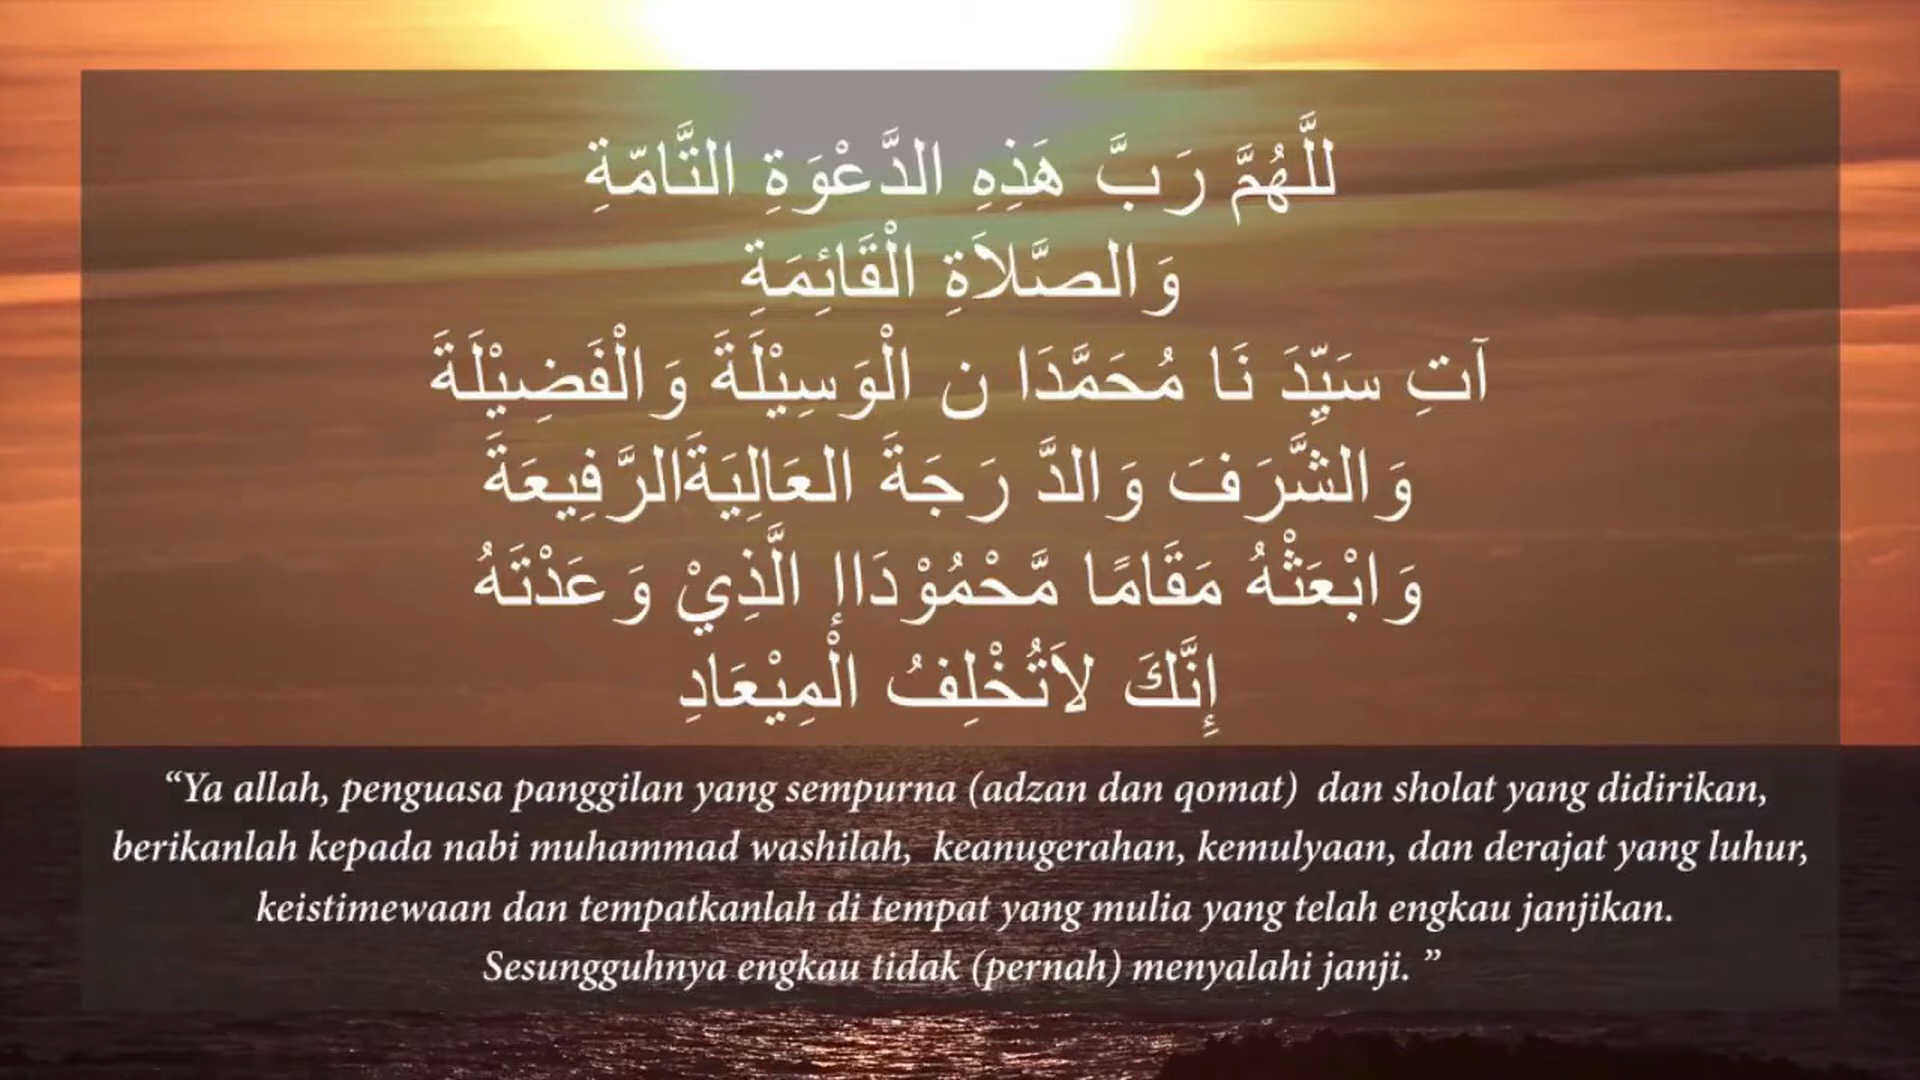 للَّهُمَّ رَبَّ هَذِهِ الدَّعْوَةِ التَّامّةِ
وَالصَّلاَةِ الْقَائِمَةِ
آتِ سَيِّدَ نَا مُحَمَّدَا ن الْوَسِيْلَةَ وَالْفَضِيْلَةَ
وَالشَّرَفَ وَالدَّ رَجَةَ العَالِيَةَالرَّفِيعَةَ
وَابْعَثْهُ مَقَامًا مَّحْمُوْدَاإ الَّذِيْ وَعَدْتَهُ
إِنَّكَ لاَتُخْلِفُ الْمِيْعَادِ
“Ya allah, penguasa panggilan yang sempurna (adzan dan qomat)  dan sholat yang didirikan,
berikanlah kepada nabi muhammad washilah,  keanugerahan, kemulyaan, dan derajat yang luhur,
keistimewaan dan tempatkanlah di tempat yang mulia yang telah engkau janjikan.
Sesungguhnya engkau tidak (pernah) menyalahi janji. ”